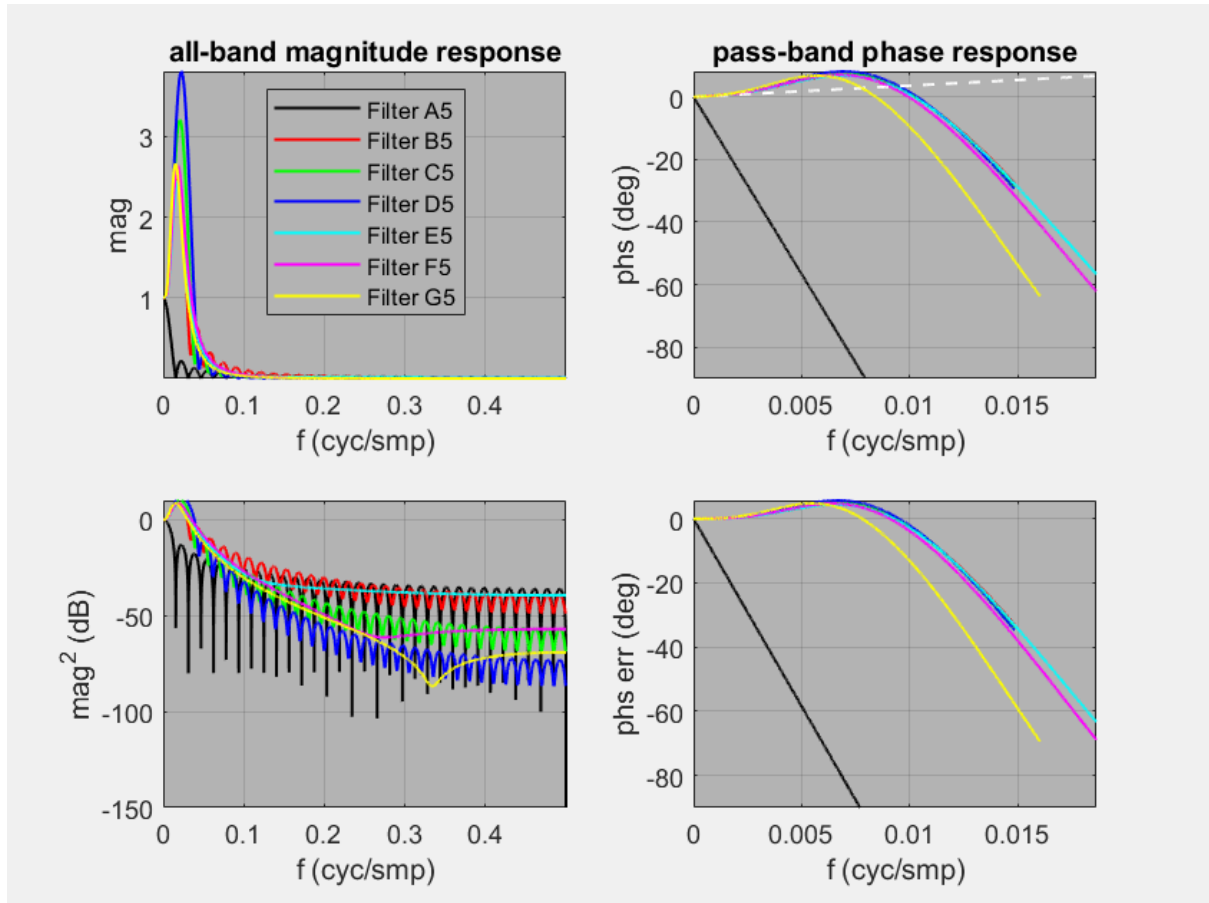 all-band magnitude response
mag
3
2
1
0
0.1
0.2
0.3
0.4
f (cyc/smp)
Filter A5
Filter B5
Filter C5
Filter D5
Filter E5
Filter F5
Filter G5
pass-band phase response
phs (deg)
0
-20
-40
-60
-80
0
0.005
0.01
0.015
f (cyc/smp)
mag² (dB)
0
-50
-100
-150
0
0.1
0.2
0.3
0.4
f (cyc/smp)
phs err (deg)
0
-20
-40
-60
-80
0
0.005
0.01
0.015
f (cyc/smp)